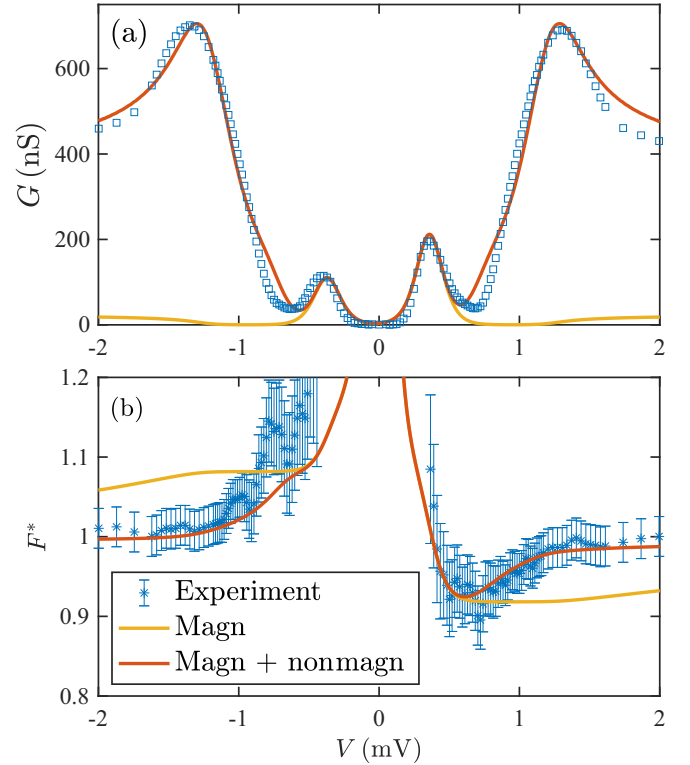 (a)
G (nS)
600
400
200
0
-2 -1 0 1 2
(b)
F*
1.2
1.1
1
0.9
0.8
Experiment
Magn
Magn + nonmagn
-2 -1 0 1 2
V (mV)